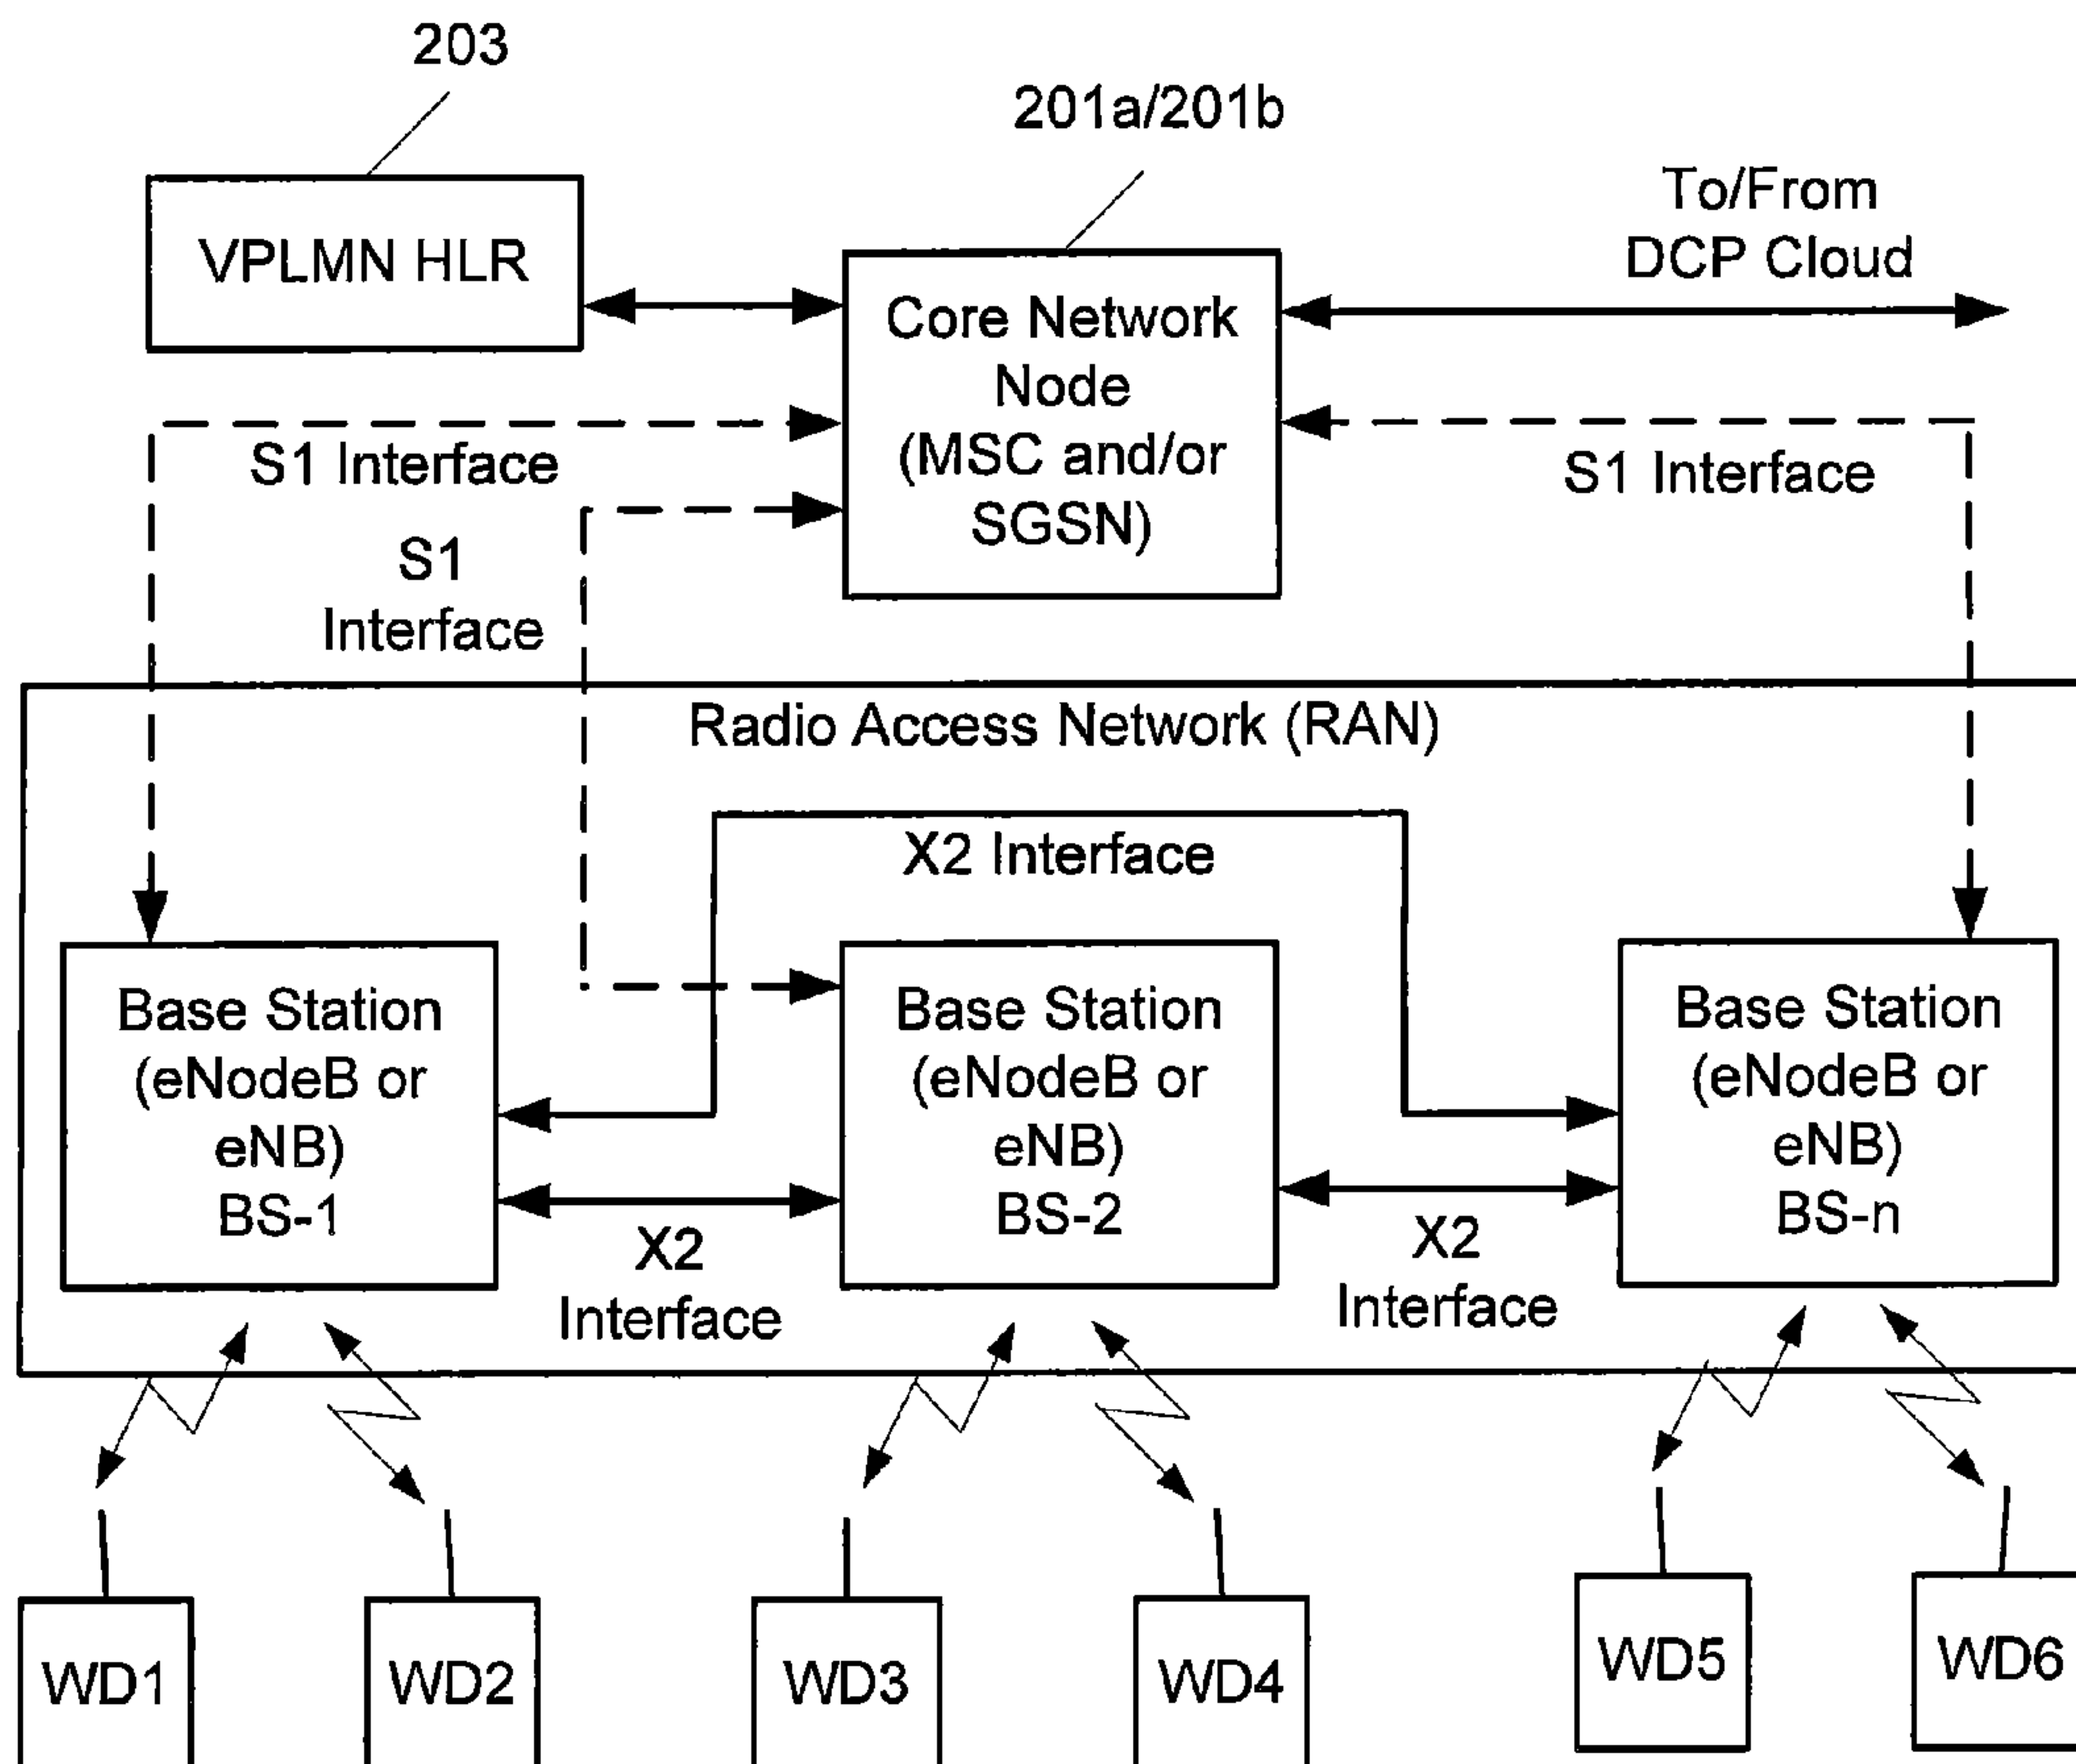 203
201a/201b
To/From
DCP Cloud
VPLMN HLR
Core Network
Node
(MSC and/or
SGSN)
S1 Interface
S1
Interface
S1 Interface
Radio Access Network (RAN)
X2 Interface
Base Station
(eNodeB or
eNB)
BS-1
Base Station
(eNodeB or
eNB)
BS-2
Base Station
(eNodeB or
eNB)
BS-n
X2
Interface
X2
Interface
WD1
WD2
WD3
WD4
WD5
WD6